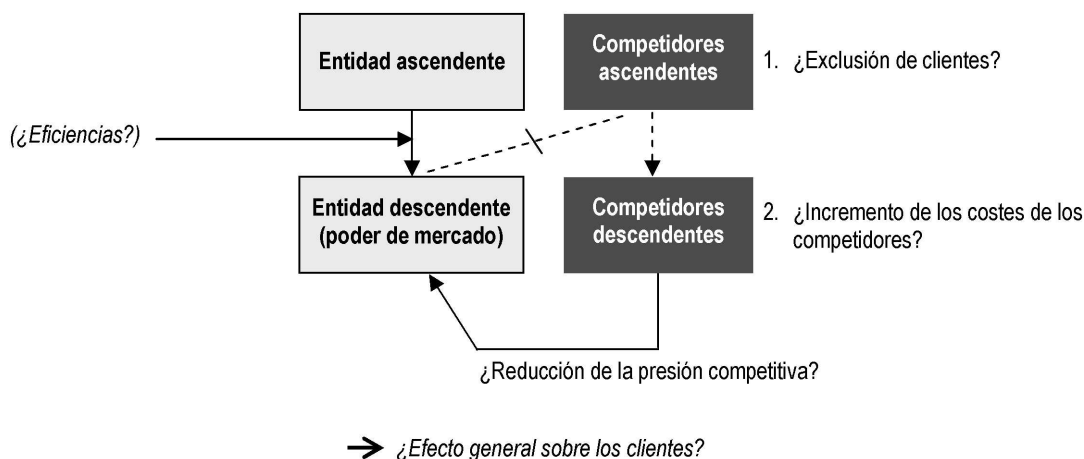 Entidad ascendente
Competidores
ascendentes
1. ¿Exclusión de clientes?
(¿Eficiencias?)
Entidad descendente
(poder de mercado)
Competidores
descendentes
2. ¿Incremento de los costes de los
competidores?
¿Reducción de la presión competitiva?
¿Efecto general sobre los clientes?